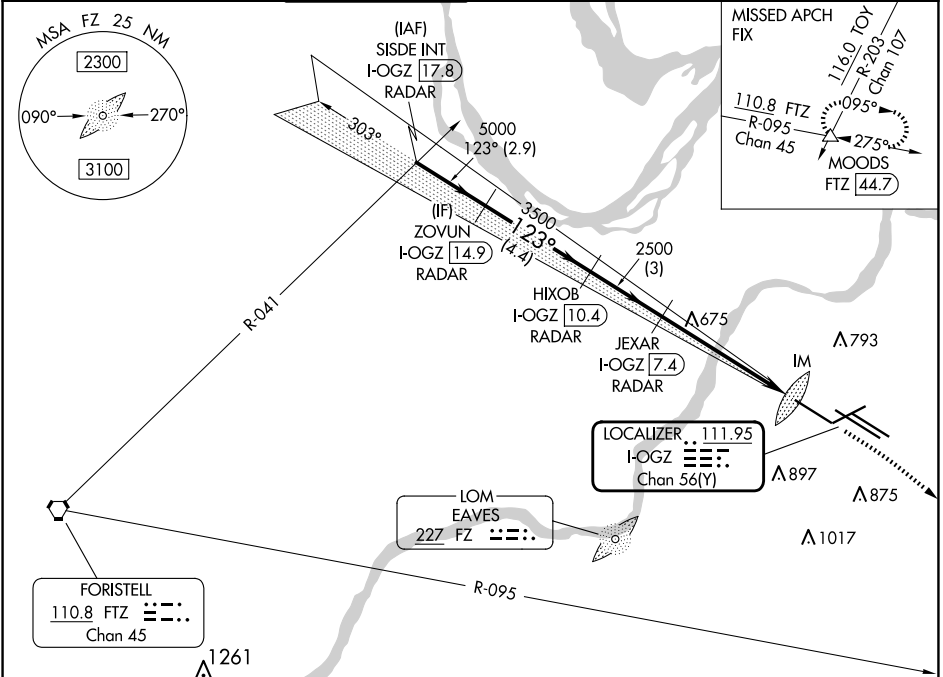 MSA FZ 25 NM
2300
090°
270°
3100
(IAF)
SISDE INT
I-OGZ 17.8
RADAR
303°
5000
123° (2.9)
(IF)
ZOVUN
I-OGZ 14.9
RADAR
3500
123°
(4.4)
2500
(3)
HIXOB
I-OGZ 10.4
RADAR
JEXAR
I-OGZ 7.4
RADAR
675
793
IM
LOCALIZER 111.95
I-OGZ
Chan 56(Y)
897
875
1017
MISSED APCH
FIX
116.0 TOY
R-203
Chan 107
110.8 FTZ
R-095
Chan 45
095°
275°
MOODS
FTZ 44.7
R-041
LOM
EAVES
227 FZ
R-095
FORISTELL
110.8 FTZ
Chan 45
1261